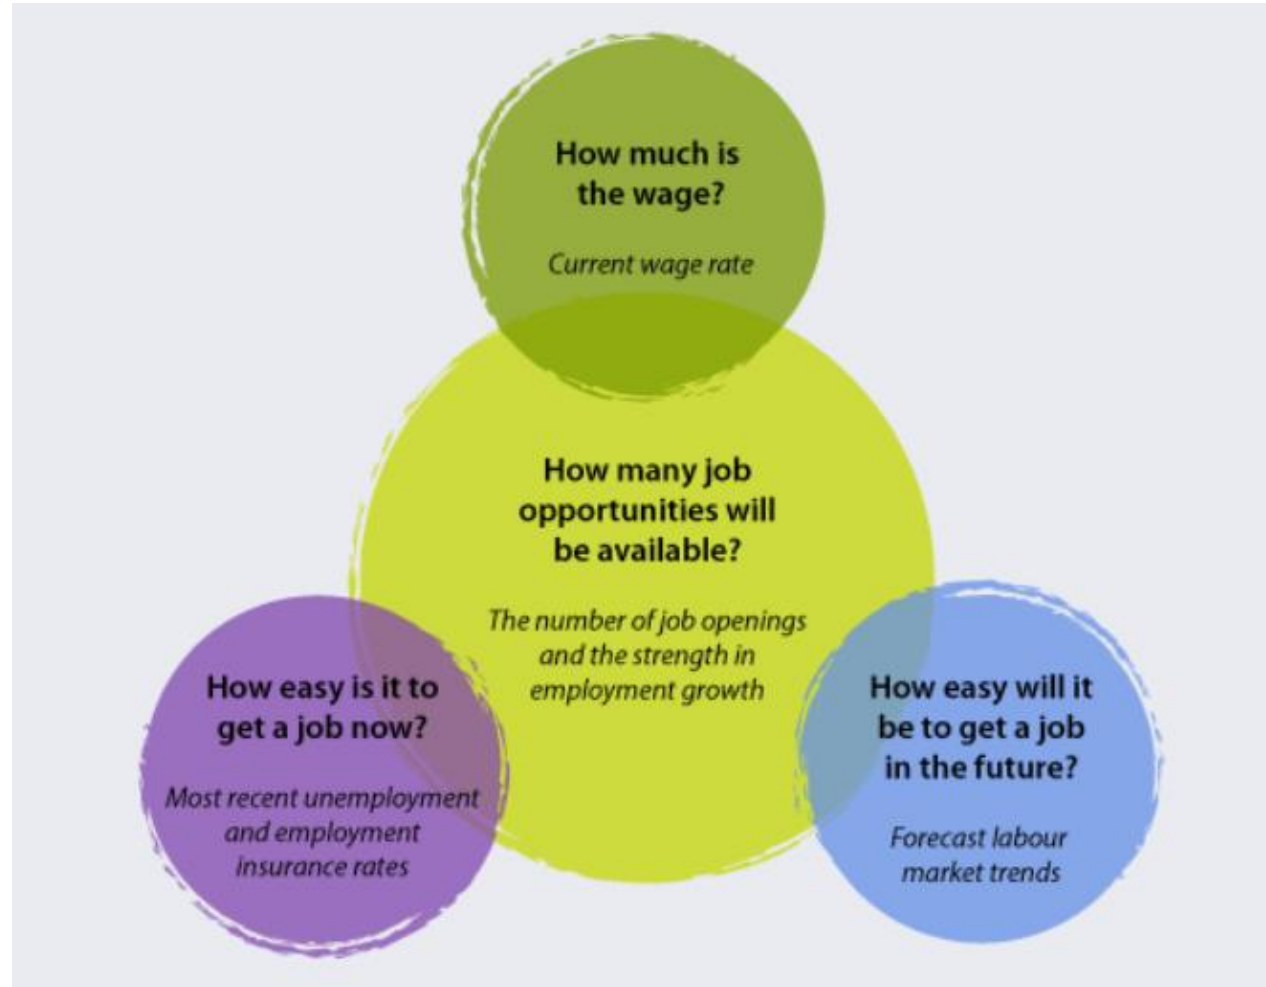 How much is
the wage?
Current wage rate
How many job
opportunities will
be available?
The number of job openings
and the strength in
employment growth
How easy is it to
get a job now?
Most recent unemployment
and employment
insurance rates
How easy will it
be to get a job
in the future?
Forecast labour
market trends